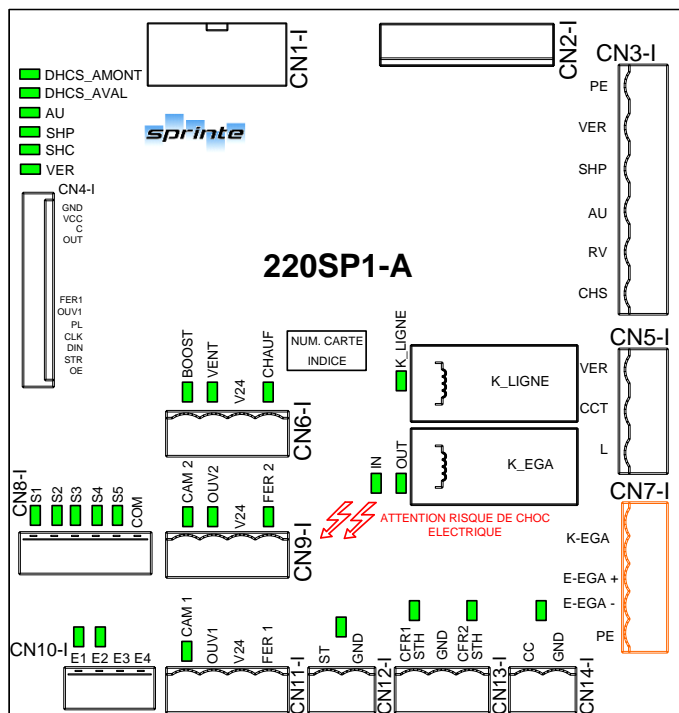 CN1-I
CN2-I
CN3-I
DHCS_AMONT
DHCS_AVAL
AU
SHP
SHC
VER
sprinte
PE
VER
SHP
AU
RV
CHS
CN4-I
GND
VCC
C
OUT
FER1
OUV1
PL
CLK
DIN
STR
OE
220SP1-A
NUM. CARTE
INDICE
BOOST
VENT
V24
CHAUF
CN6-I
K_LIGNE
K_LIGNE
CN5-I
VER
CCT
L
IN
OUT
K_EGA
CN8-I
S1
S2
S3
S4
S5
COM
CAM 2
OUV2
V24
FER 2
CN9-I
ATTENTION RISQUE DE CHOC
ELECTRIQUE
CN7-I
K-EGA
E-EGA +
E-EGA -
PE
CN10-I
E1 E2 E3 E4
CAM 1
OUV1
V24
FER 1
CN11-I
ST
GND
CN12-I
CFR1
STH
GND
CFR2
STH
CN13-I
CC
GND
CN14-I